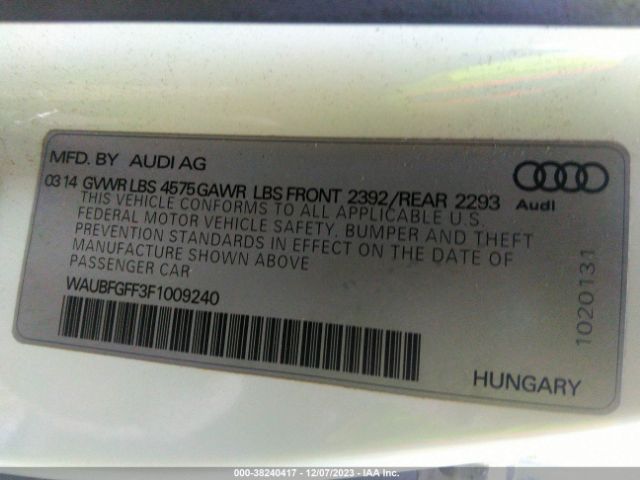 MFD. BY AUDI AG
03 14 GVWR LBS 4575 GAWR LBS FRONT 2392/REAR 2293
THIS VEHICLE CONFORMS TO ALL APPLICABLE U.S.
FEDERAL MOTOR VEHICLE SAFETY, BUMPER AND THEFT
PREVENTION STANDARDS IN EFFECT ON THE DATE OF
MANUFACTURE SHOWN ABOVE
PASSENGER CAR
WAUBFGFF3F1009240
Audi
1020131
HUNGARY
000-38240417 - 12/07/2023 - IAA Inc.